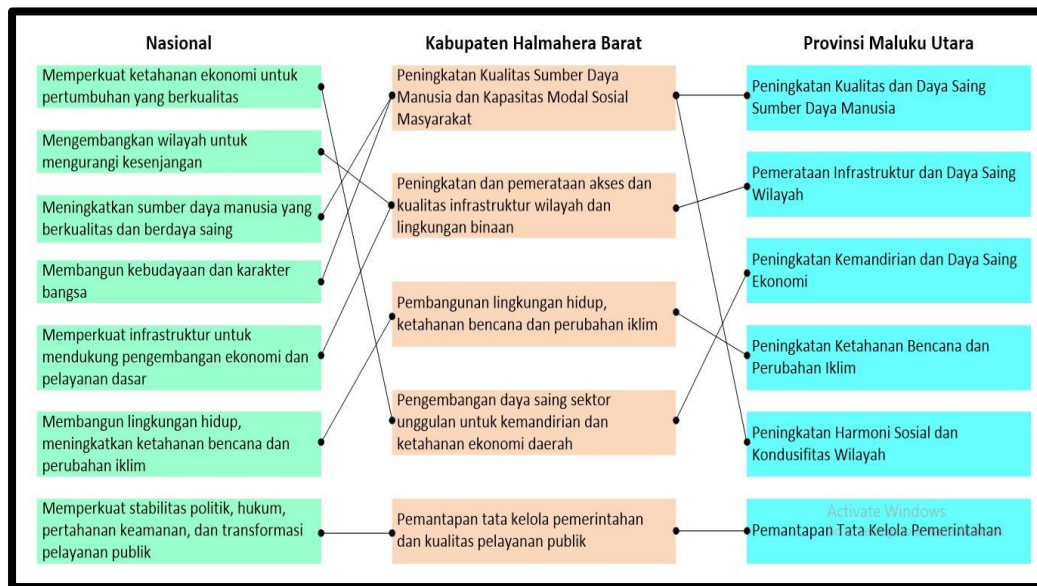 Nasional
Memperkuat ketahanan ekonomi untuk
pertumbuhan yang berkualitas
Mengembangkan wilayah untuk
mengurangi kesenjangan
Meningkatkan sumber daya manusia yang
berkualitas dan berdaya saing
Membangun kebudayaan dan karakter
bangsa
Memperkuat infrastruktur untuk
mendukung pengembangan ekonomi dan
pelayanan dasar
Membangun lingkungan hidup,
meningkatkan ketahanan bencana dan
perubahan iklim
Memperkuat stabilitas politik, hukum,
pertahanan keamanan, dan transformasi
pelayanan publik
Kabupaten Halmahera Barat
Peningkatan Kualitas Sumber Daya
Manusia dan Kapasitas Modal Sosial
Masyarakat
Peningkatan dan pemerataan akses dan
kualitas infrastruktur wilayah dan
lingkungan binaan
Pembangunan lingkungan hidup,
ketahanan bencana dan perubahan iklim
Pengembangan daya saing sektor
unggulan untuk kemandirian dan
ketahanan ekonomi daerah
Pemantapan tata kelola pemerintahan
dan kualitas pelayanan publik
Provinsi Maluku Utara
Peningkatan Kualitas dan Daya Saing
Sumber Daya Manusia
Pemerataan Infrastruktur dan Daya Saing
Wilayah
Peningkatan Kemandirian dan Daya Saing
Ekonomi
Peningkatan Ketahanan Bencana dan
Perubahan Iklim
Peningkatan Harmoni Sosial dan
Kondusifitas Wilayah
Activate Windows
Pemantapan Tata Kelola Pemerintahan